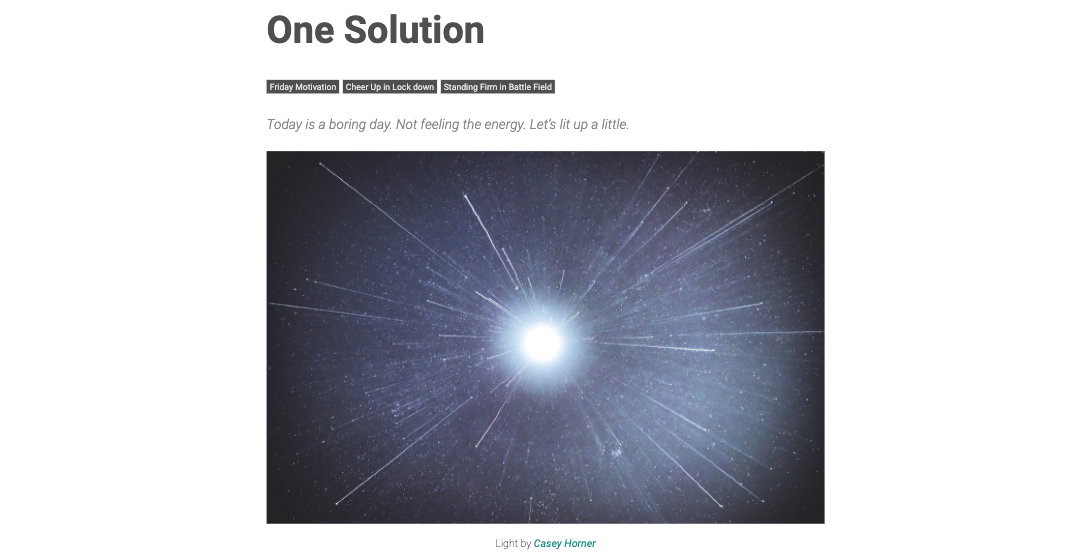 One Solution
Friday Motivation Cheer Up in Lock down Standing Firm in Battle Field
Today is a boring day. Not feeling the energy. Let's lit up a little.
Light by Casey Horner